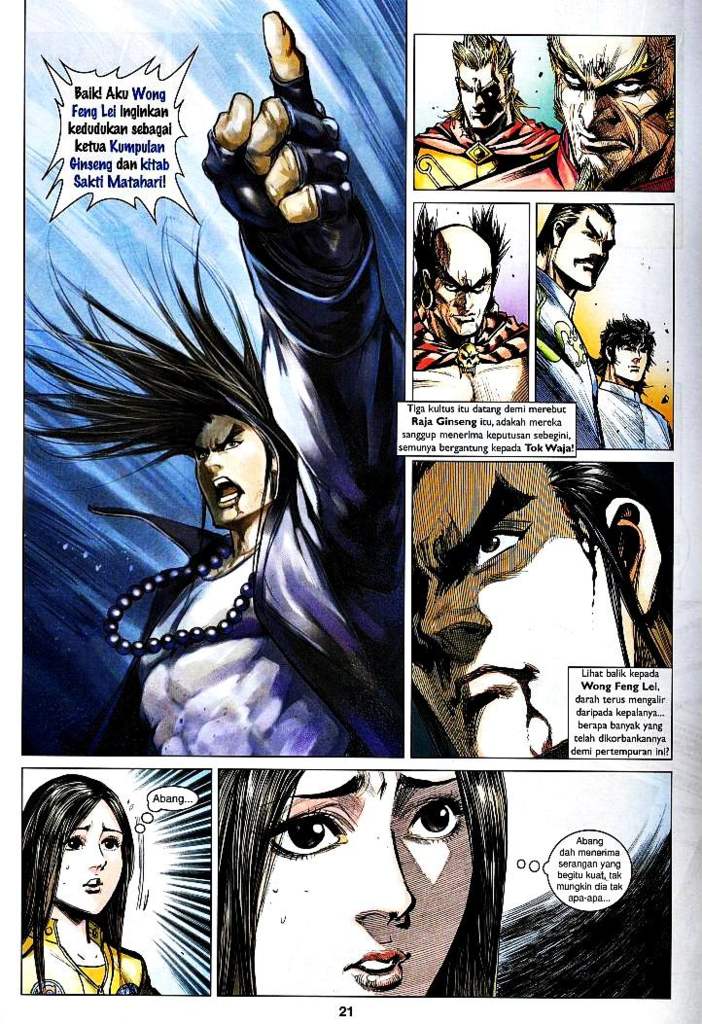 Baik! Aku Wong
Feng Lei inginkan
kedudukan sebagai
ketua Kumpulan
Ginseng dan kitab
Sakti Matahari!
Tiga kultus itu datang demi merebut
Raja Ginseng itu, adakah mereka
sanggup menerima keputusan sebegini,
semunya bergantung kepada Tok Waja!
Lihat balik kepada
Wong Feng Lei,
darah terus mengalir
daripada kepalanya...
berapa banyak yang
telah dikorbankannya
demi pertempuran ini?
Abang...
Abang
dah menerima
serangan yang
begitu kuat, tak
mungkin dia tak
apa-apa...
21